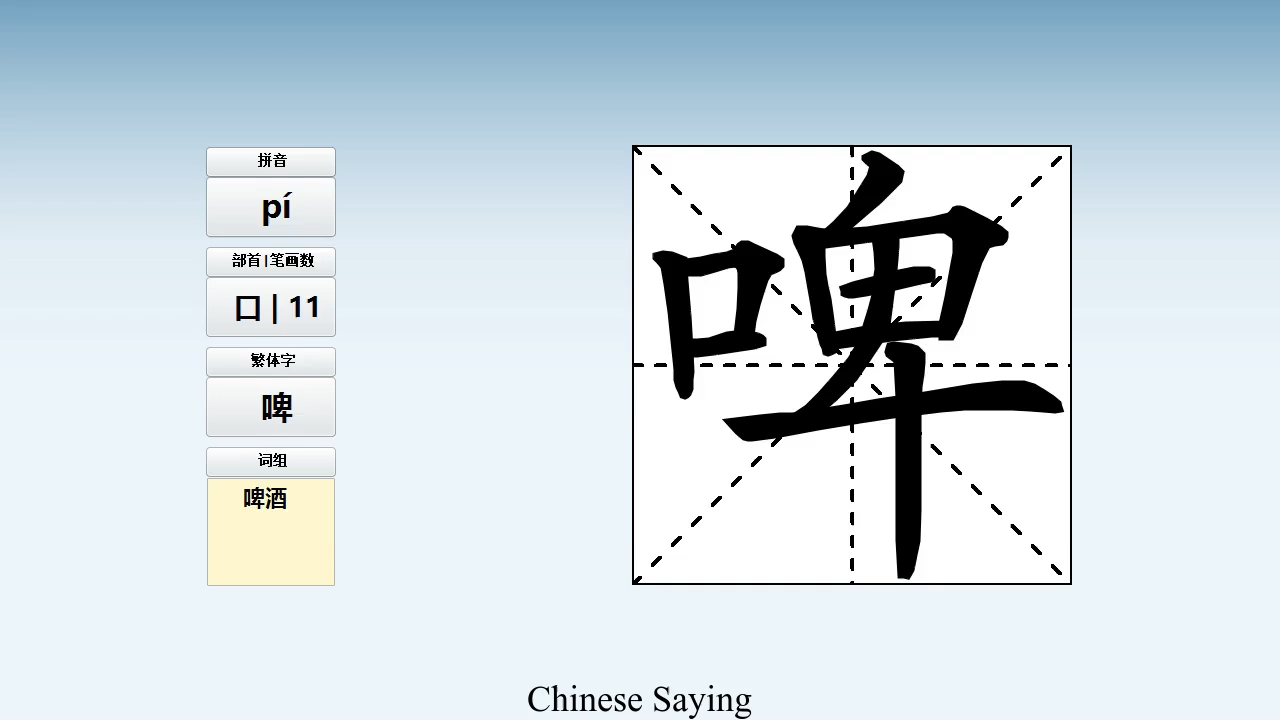 拼音
pí
部首|笔画数
口 | 11
繁体字
啤
词组
啤酒
啤
Chinese Saying